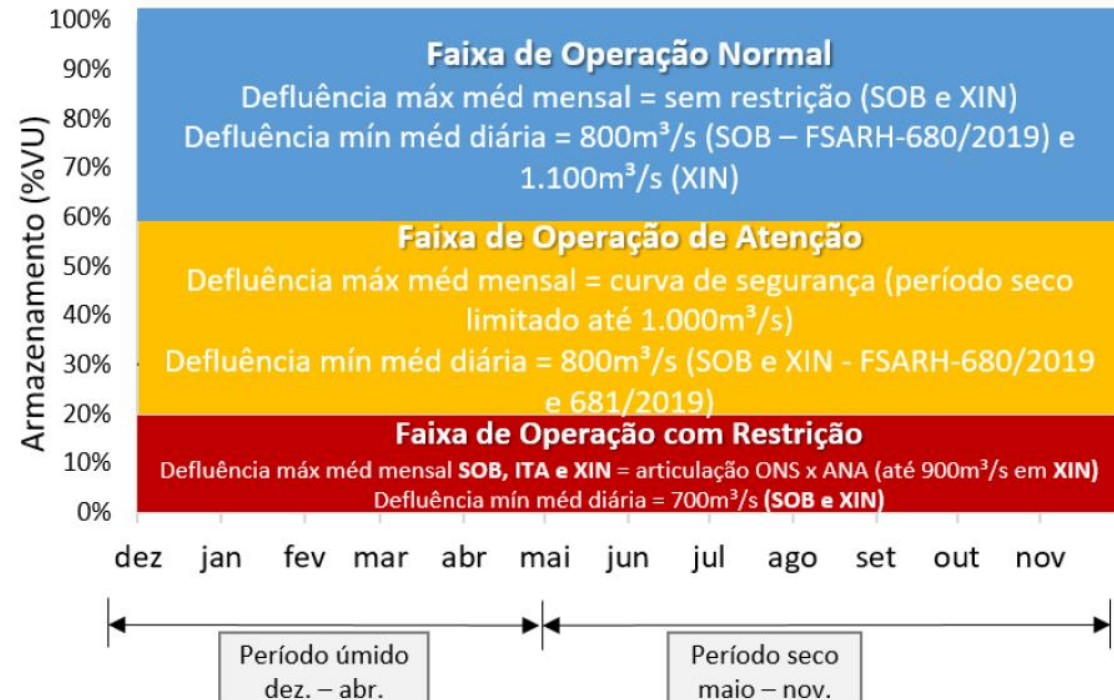 100%
90%
80%
70%
60%
50%
40%
30%
20%
10%
0%
Armazenamento (%VU)
Faixa de Operação Normal
Defluência máx méd mensal = sem restrição (SOB e XIN)
Defluência mín méd diária = 800m³/s (SOB – FSARH-680/2019) e
1.100m³/s (XIN)
Faixa de Operação de Atenção
Defluência máx méd mensal = curva de segurança (período seco
limitado até 1.000m³/s)
Defluência mín méd diária = 800m³/s (SOB e XIN - FSARH-680/2019
e 681/2019)
Faixa de Operação com Restrição
Defluência máx méd mensal SOB, ITA e XIN = articulação ONS x ANA (até 900m³/s em XIN)
Defluência mín méd diária = 700m³/s (SOB e XIN)
dez jan fev mar abr mai jun jul ago set out nov
Período úmido
dez. – abr.
Período seco
maio – nov.